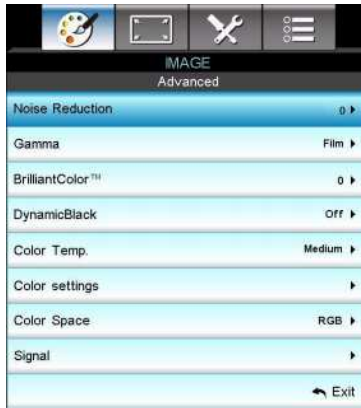 IMAGE
Advanced
Noise Reduction 0
Gamma Film
BrilliantColor™ 0
DynamicBlack Off
Color Temp. Medium
Color settings
Color Space RGB
Signal
Exit